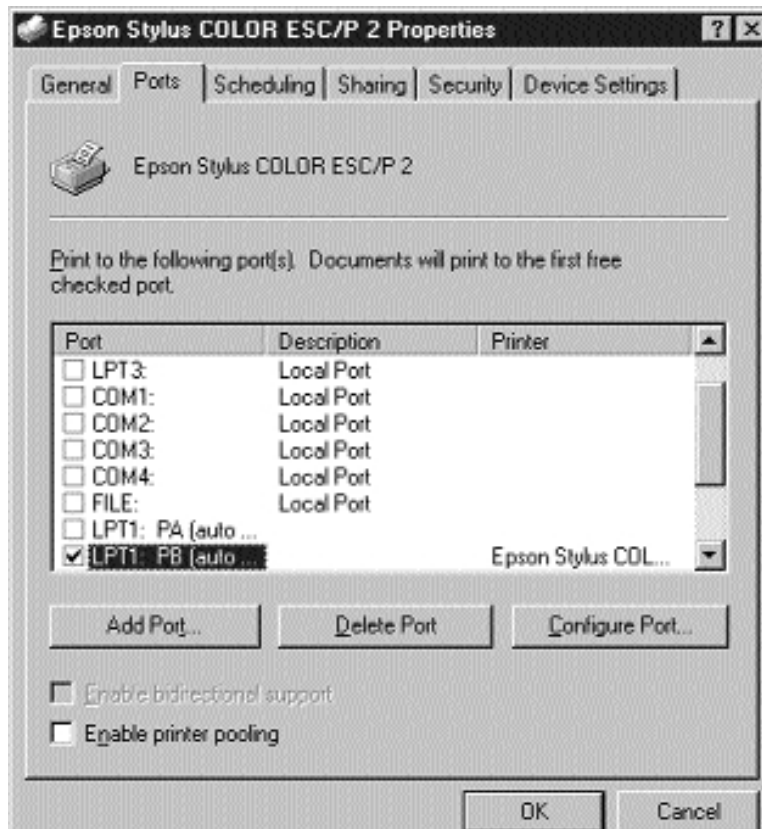 Epson Stylus COLOR ESC/P 2 Properties
General Ports Scheduling Sharing Security Device Settings
Epson Stylus COLOR ESC/P 2
Print to the following port(s). Documents will print to the first free
checked port.
Port Description Printer
LPT3: Local Port
COM1: Local Port
COM2: Local Port
COM3: Local Port
COM4: Local Port
FILE: Local Port
LPT1: PA (auto ...
LPT1: PB (auto ... Epson Stylus COL...
Add Port... Delete Port Configure Port...
Enable bidirectional support
Enable printer pooling
OK Cancel